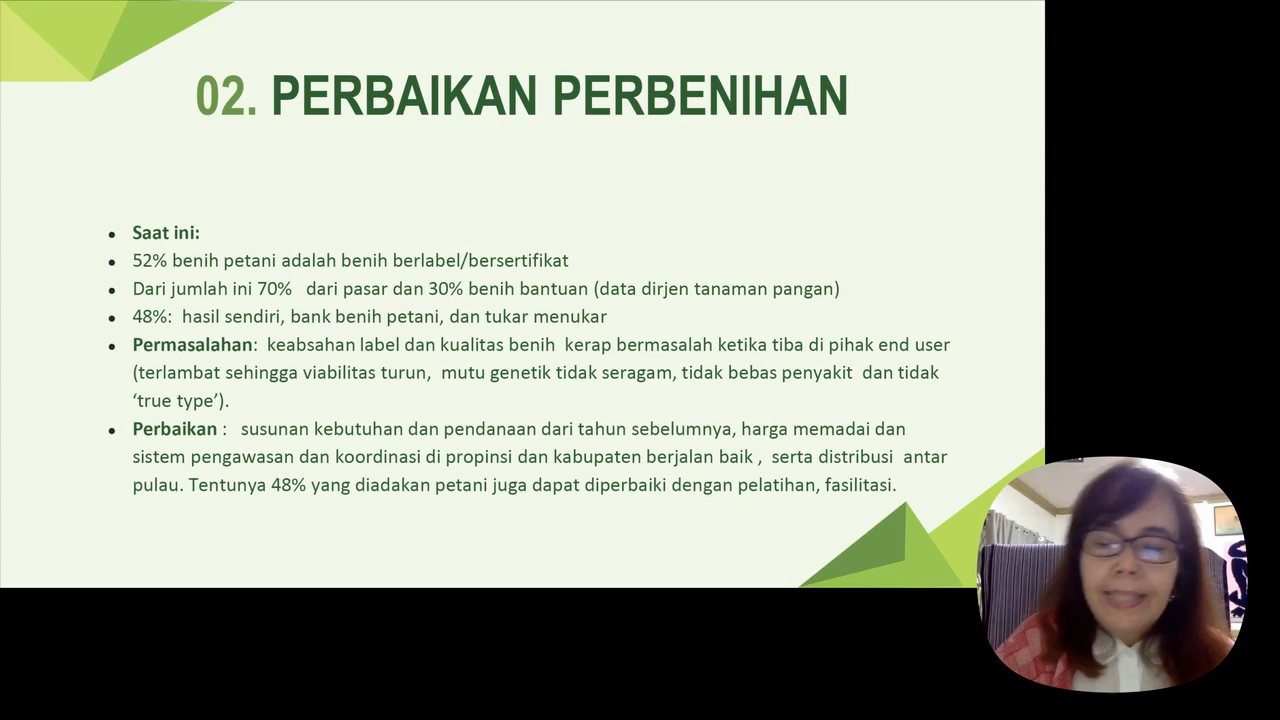 02. PERBAIKAN PERBENIHAN
Saat ini:
52% benih petani adalah benih berlabel/bersertifikat
Dari jumlah ini 70% dari pasar dan 30% benih bantuan (data dirjen tanaman pangan)
48%: hasil sendiri, bank benih petani, dan tukar menukar
Permasalahan: keabsahan label dan kualitas benih kerap bermasalah ketika tiba di pihak end user
(terlambat sehingga viabilitas turun, mutu genetik tidak seragam, tidak bebas penyakit dan tidak
‘true type’).
Perbaikan : susunan kebutuhan dan pendanaan dari tahun sebelumnya, harga memadai dan
sistem pengawasan dan koordinasi di propinsi dan kabupaten berjalan baik , serta distribusi antar
pulau. Tentunya 48% yang diadakan petani juga dapat diperbaiki dengan pelatihan, fasilitasi.